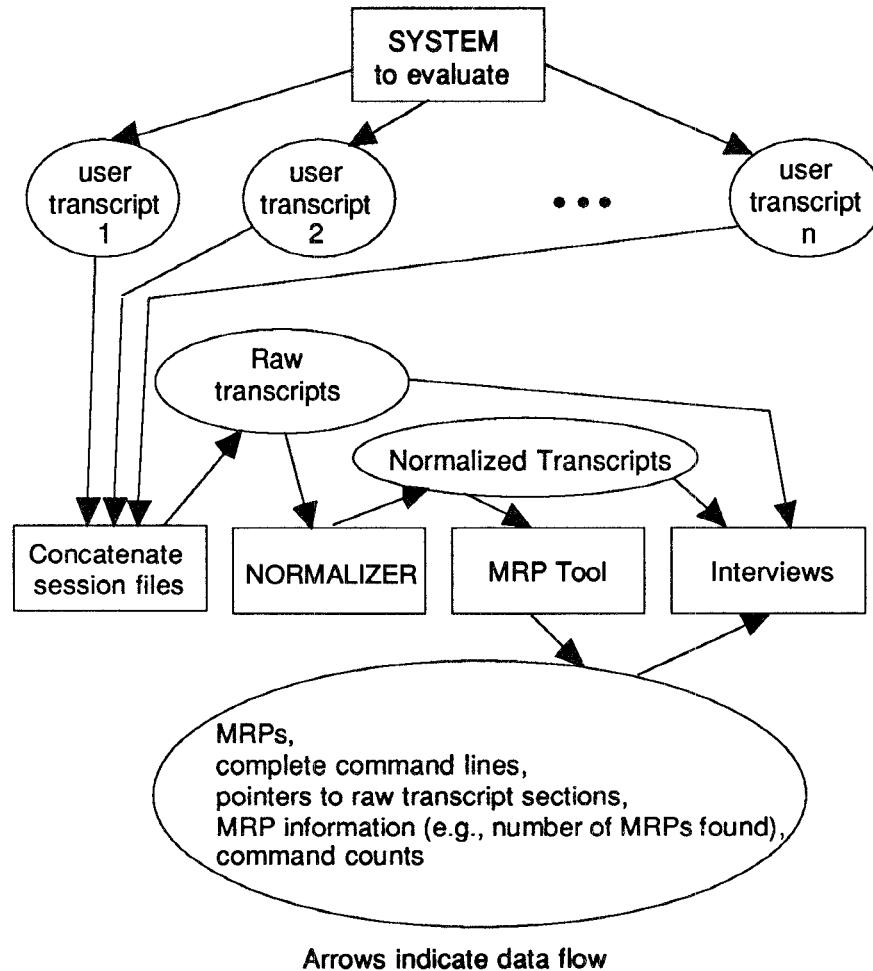 SYSTEM
to evaluate
user
transcript
1
user
transcript
2
user
transcript
n
Raw
transcripts
Normalized Transcripts
Concatenate
session files
NORMALIZER
MRP Tool
Interviews
MRPs,
complete command lines,
pointers to raw transcript sections,
MRP information (e.g., number of MRPs found),
command counts
Arrows indicate data flow